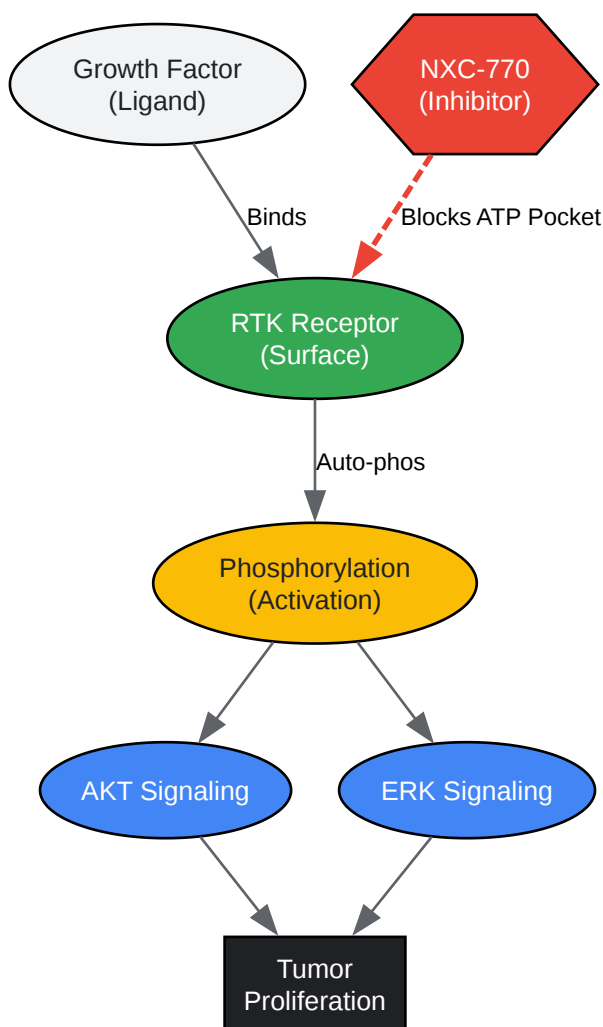 Growth Factor
(Ligand)
NXC-770
(Inhibitor)
Binds
Blocks ATP Pocket
RTK Receptor
(Surface)
Auto-phos
Phosphorylation
(Activation)
AKT Signaling
ERK Signaling
Tumor
Proliferation